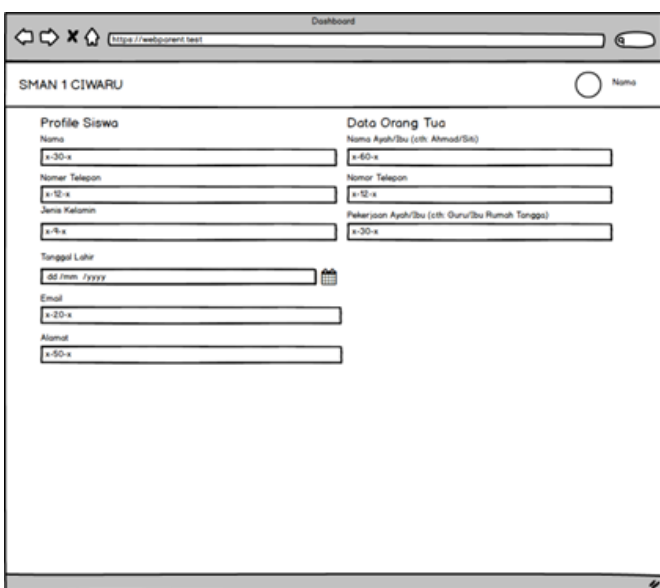 Dashboard
https://webparent.test
SMAN 1 CIWARU
Nama
Profile Siswa
Nama
x-30-x
Nomer Telepon
x-12-x
Jenis Kelamin
x-9-x
Tanggal Lahir
dd /mm /yyyy
Email
x-20-x
Alamat
x-50-x
Data Orang Tua
Nama Ayah/Ibu (cth: Ahmad/Siti)
x-60-x
Nomor Telepon
x-12-x
Pekerjaan Ayah/Ibu (cth: Guru/Ibu Rumah Tangga)
x-30-x